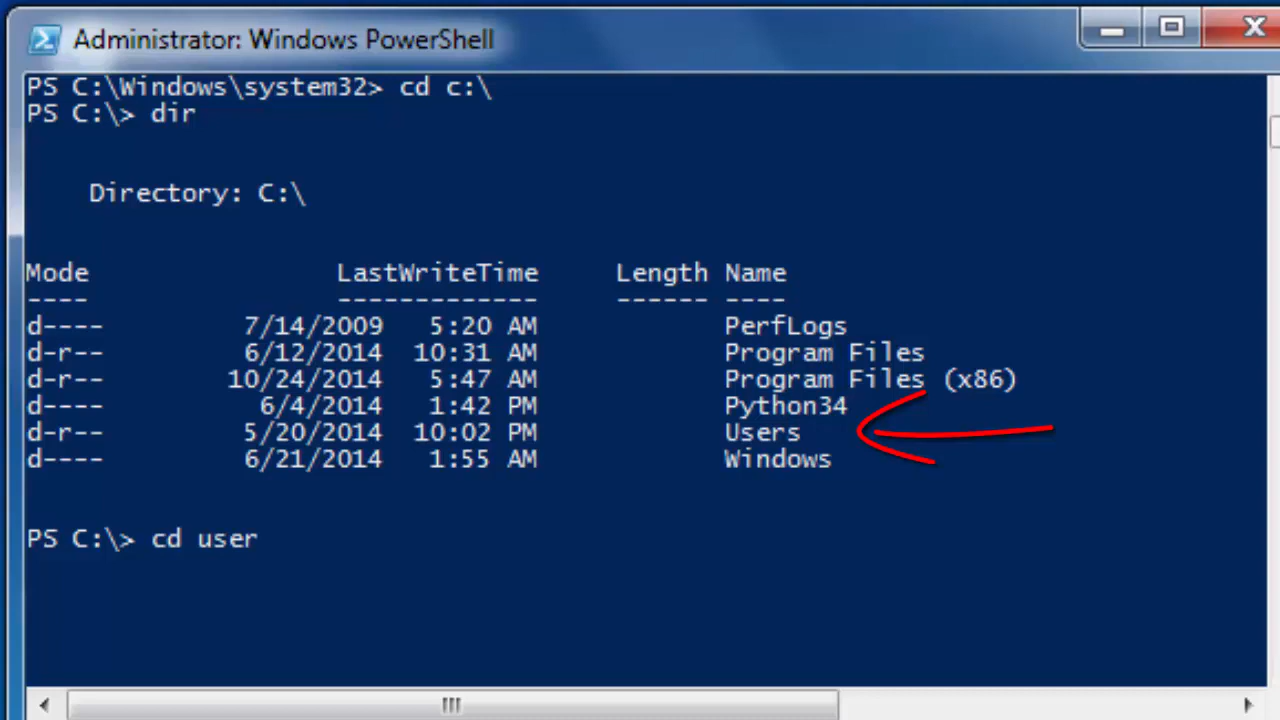 Administrator: Windows PowerShell
PS C:\Windows\system32> cd c:\
PS C:\> dir
Directory: C:\
Mode LastWriteTime Length Name
---- ------------- ------ ----
d---- 7/14/2009 5:20 AM PerfLogs
d-r-- 6/12/2014 10:31 AM Program Files
d-r-- 10/24/2014 5:47 AM Program Files (x86)
d---- 6/4/2014 1:42 PM Python34
d-r-- 5/20/2014 10:02 PM Users
d---- 6/21/2014 1:55 AM Windows
PS C:\> cd user